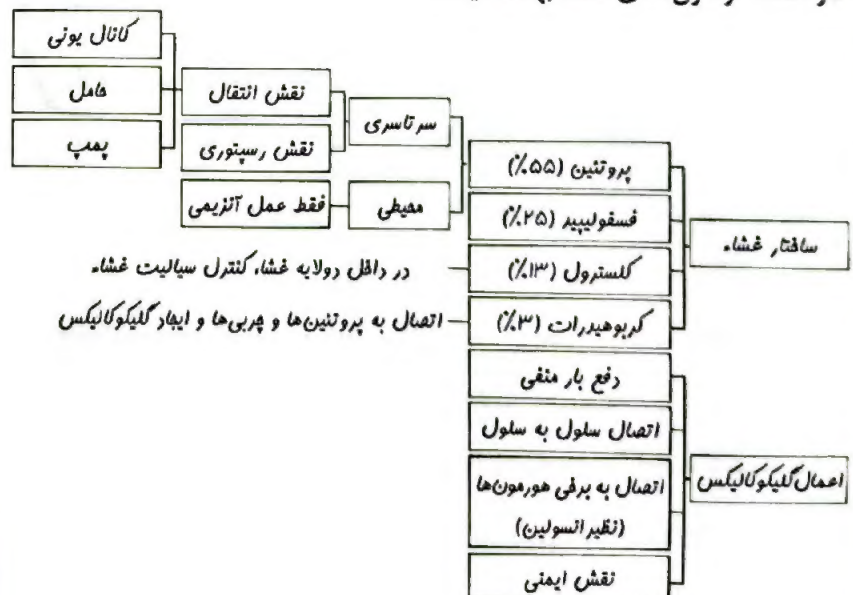 ساختار غشاء
پروتئین (۵۵٪)
سرتاسری
نقش انتقال
کانال یونی
حامل
پمپ
نقش رسپتوری
محیطی
فقط عمل آنزیمی
فسفولیپید (۲۵٪)
کلسترول (۱۳٪)
در داخل دولایه غشاء، کنترل سیالیت غشاء
کربوهیدرات (۳٪)
اتصال به پروتئین‌ها و چربی‌ها و ایجاد گلیکوکالیکس
اعمال گلیکوکالیکس
دفع بار منفی
اتصال سلول به سلول
اتصال به برخی هورمون‌ها
(نظیر انسولین)
نقش ایمنی